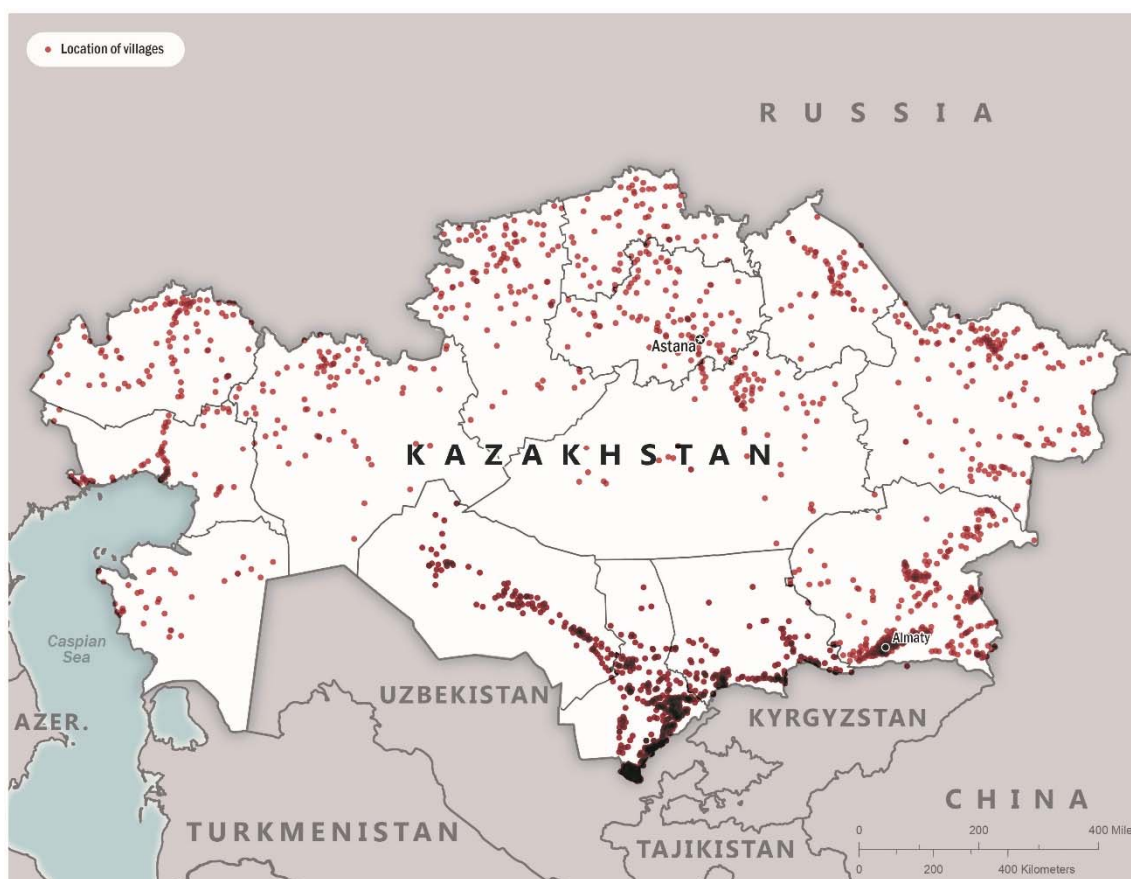 Location of villages
RUSSIA
Astana
KAZAKHSTAN
Almaty
Caspian
Sea
UZBEKISTAN
KYRGYZSTAN
AZER.
CHINA
TURKMENISTAN
TAJIKISTAN
0 200 400 Mile
0 200 400 Kilometers